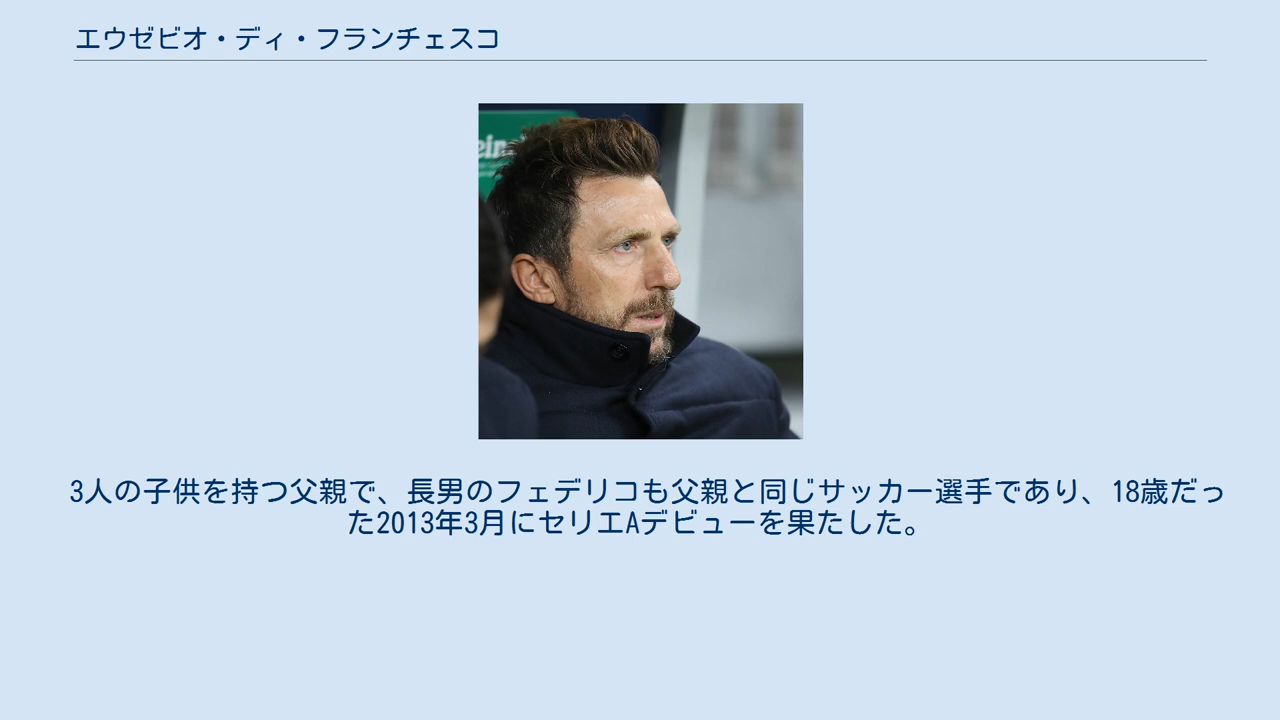 エウゼビオ・ディ・フランチェスコ
3人の子供を持つ父親で、長男のフェデリコも父親と同じサッカー選手であり、18歳だっ
た2013年3月にセリエAデビューを果たした。